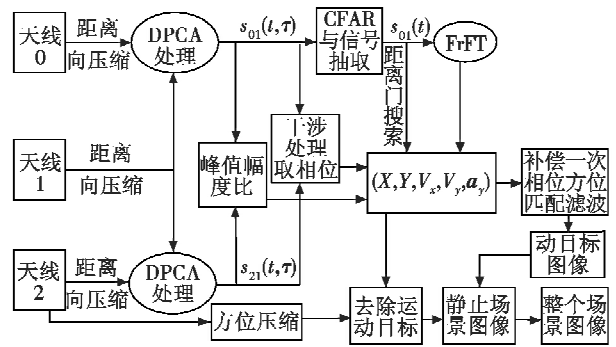 天线
0
距离
向压缩
DPCA
处理
s₀₁(t,τ)
CFAR
与信号
抽取
s₀₁(t)
FrFT
距离门搜索
天线
1
距离
向压缩
峰值幅
度比
干涉
处理
取相位
(X,Y,Vₓ,Vᵧ,aᵧ)
补偿一次
相位方位
匹配滤波
天线
2
距离
向压缩
DPCA
处理
s₂₁(t,τ)
动目标
图像
方位压缩
去除运
动目标
静止场
景图像
整个场
景图像